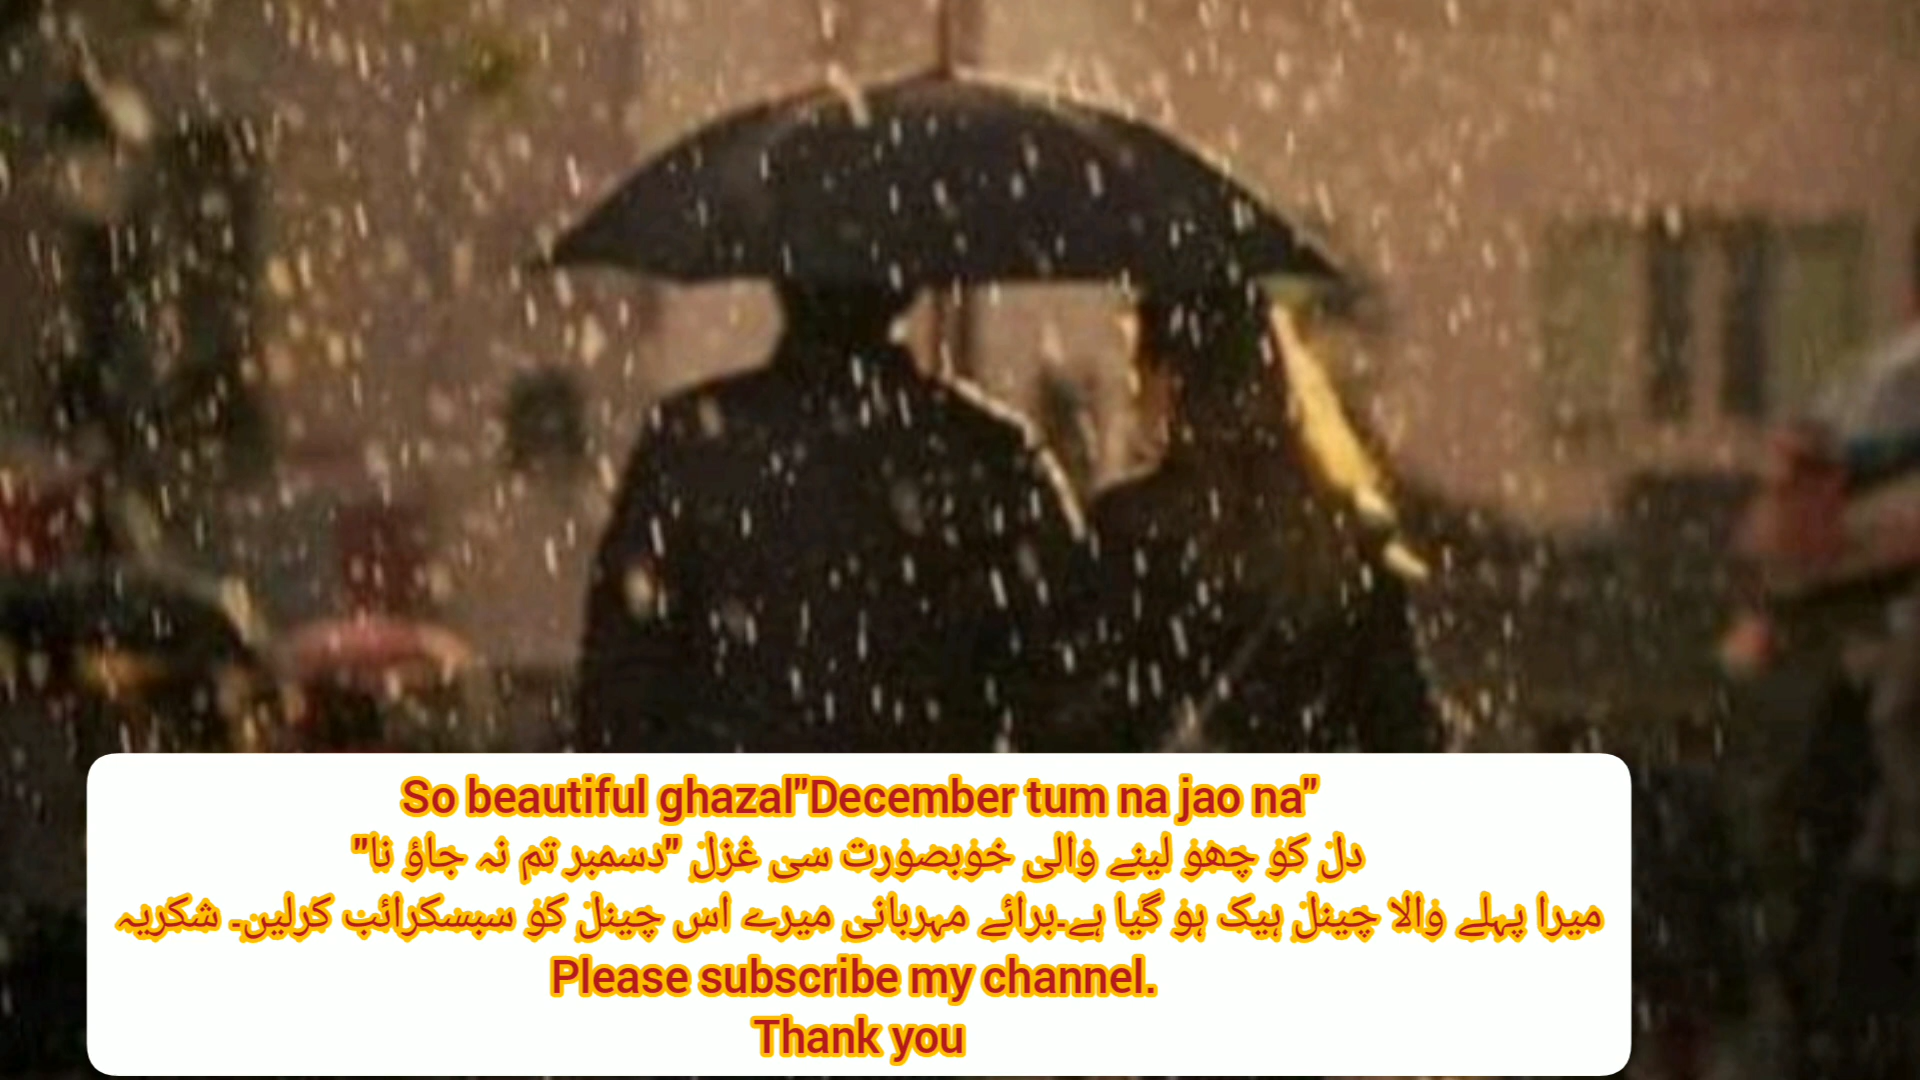 So beautiful ghazal"December tum na jao na"
دل کو چھو لینے والی خوبصورت سی غزل "دسمبر تم نہ جاؤ نا"
میرا پہلے والا چینل ہیک ہو گیا ہے۔برائے مہربانی میرے اس چینل کو سبسکرائب کرلیں۔ شکریہ
Please subscribe my channel.
Thank you